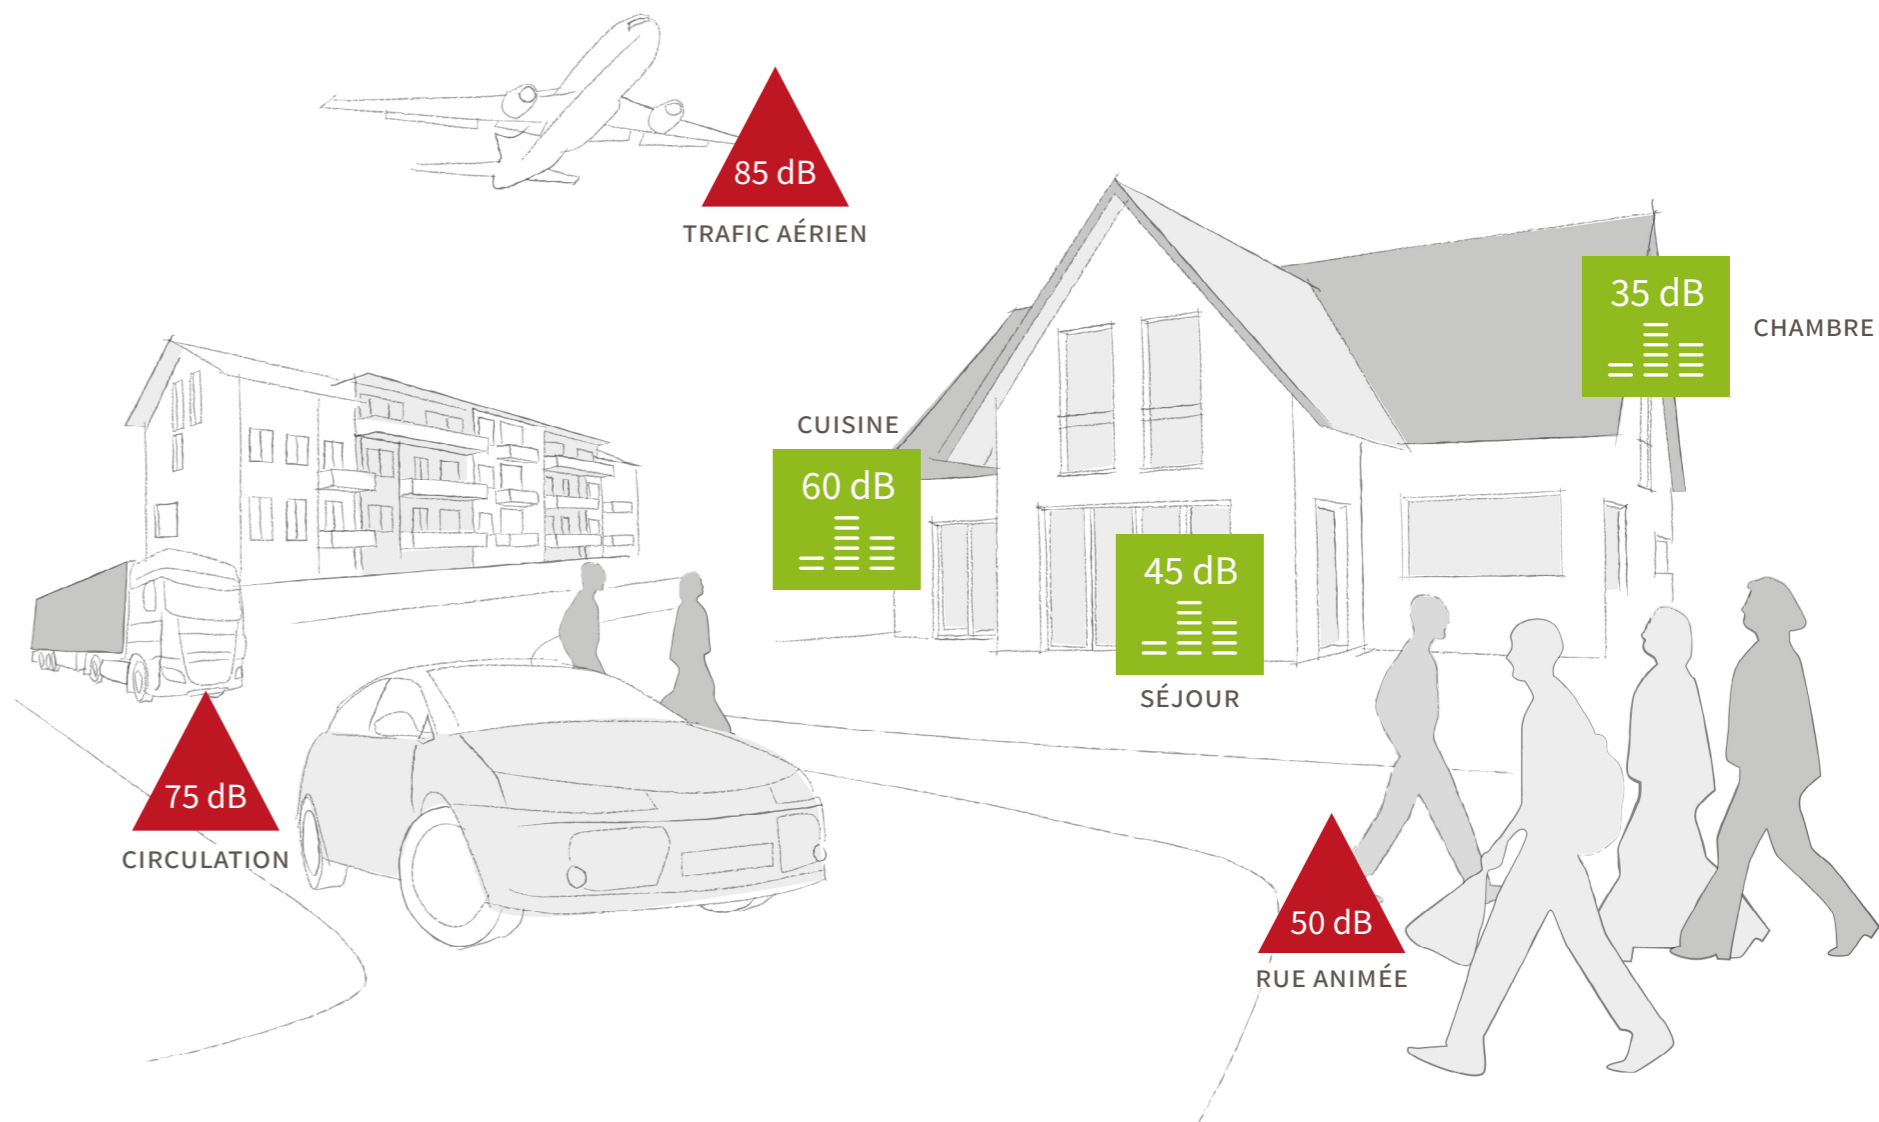 85 dB
TRAFIC AÉRIEN
35 dB
CHAMBRE
CUISINE
60 dB
45 dB
SÉJOUR
75 dB
CIRCULATION
50 dB
RUE ANIMÉE